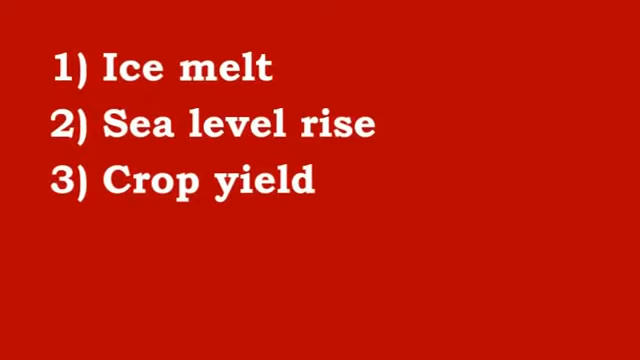 1) Ice melt
2) Sea level rise
3) Crop yield